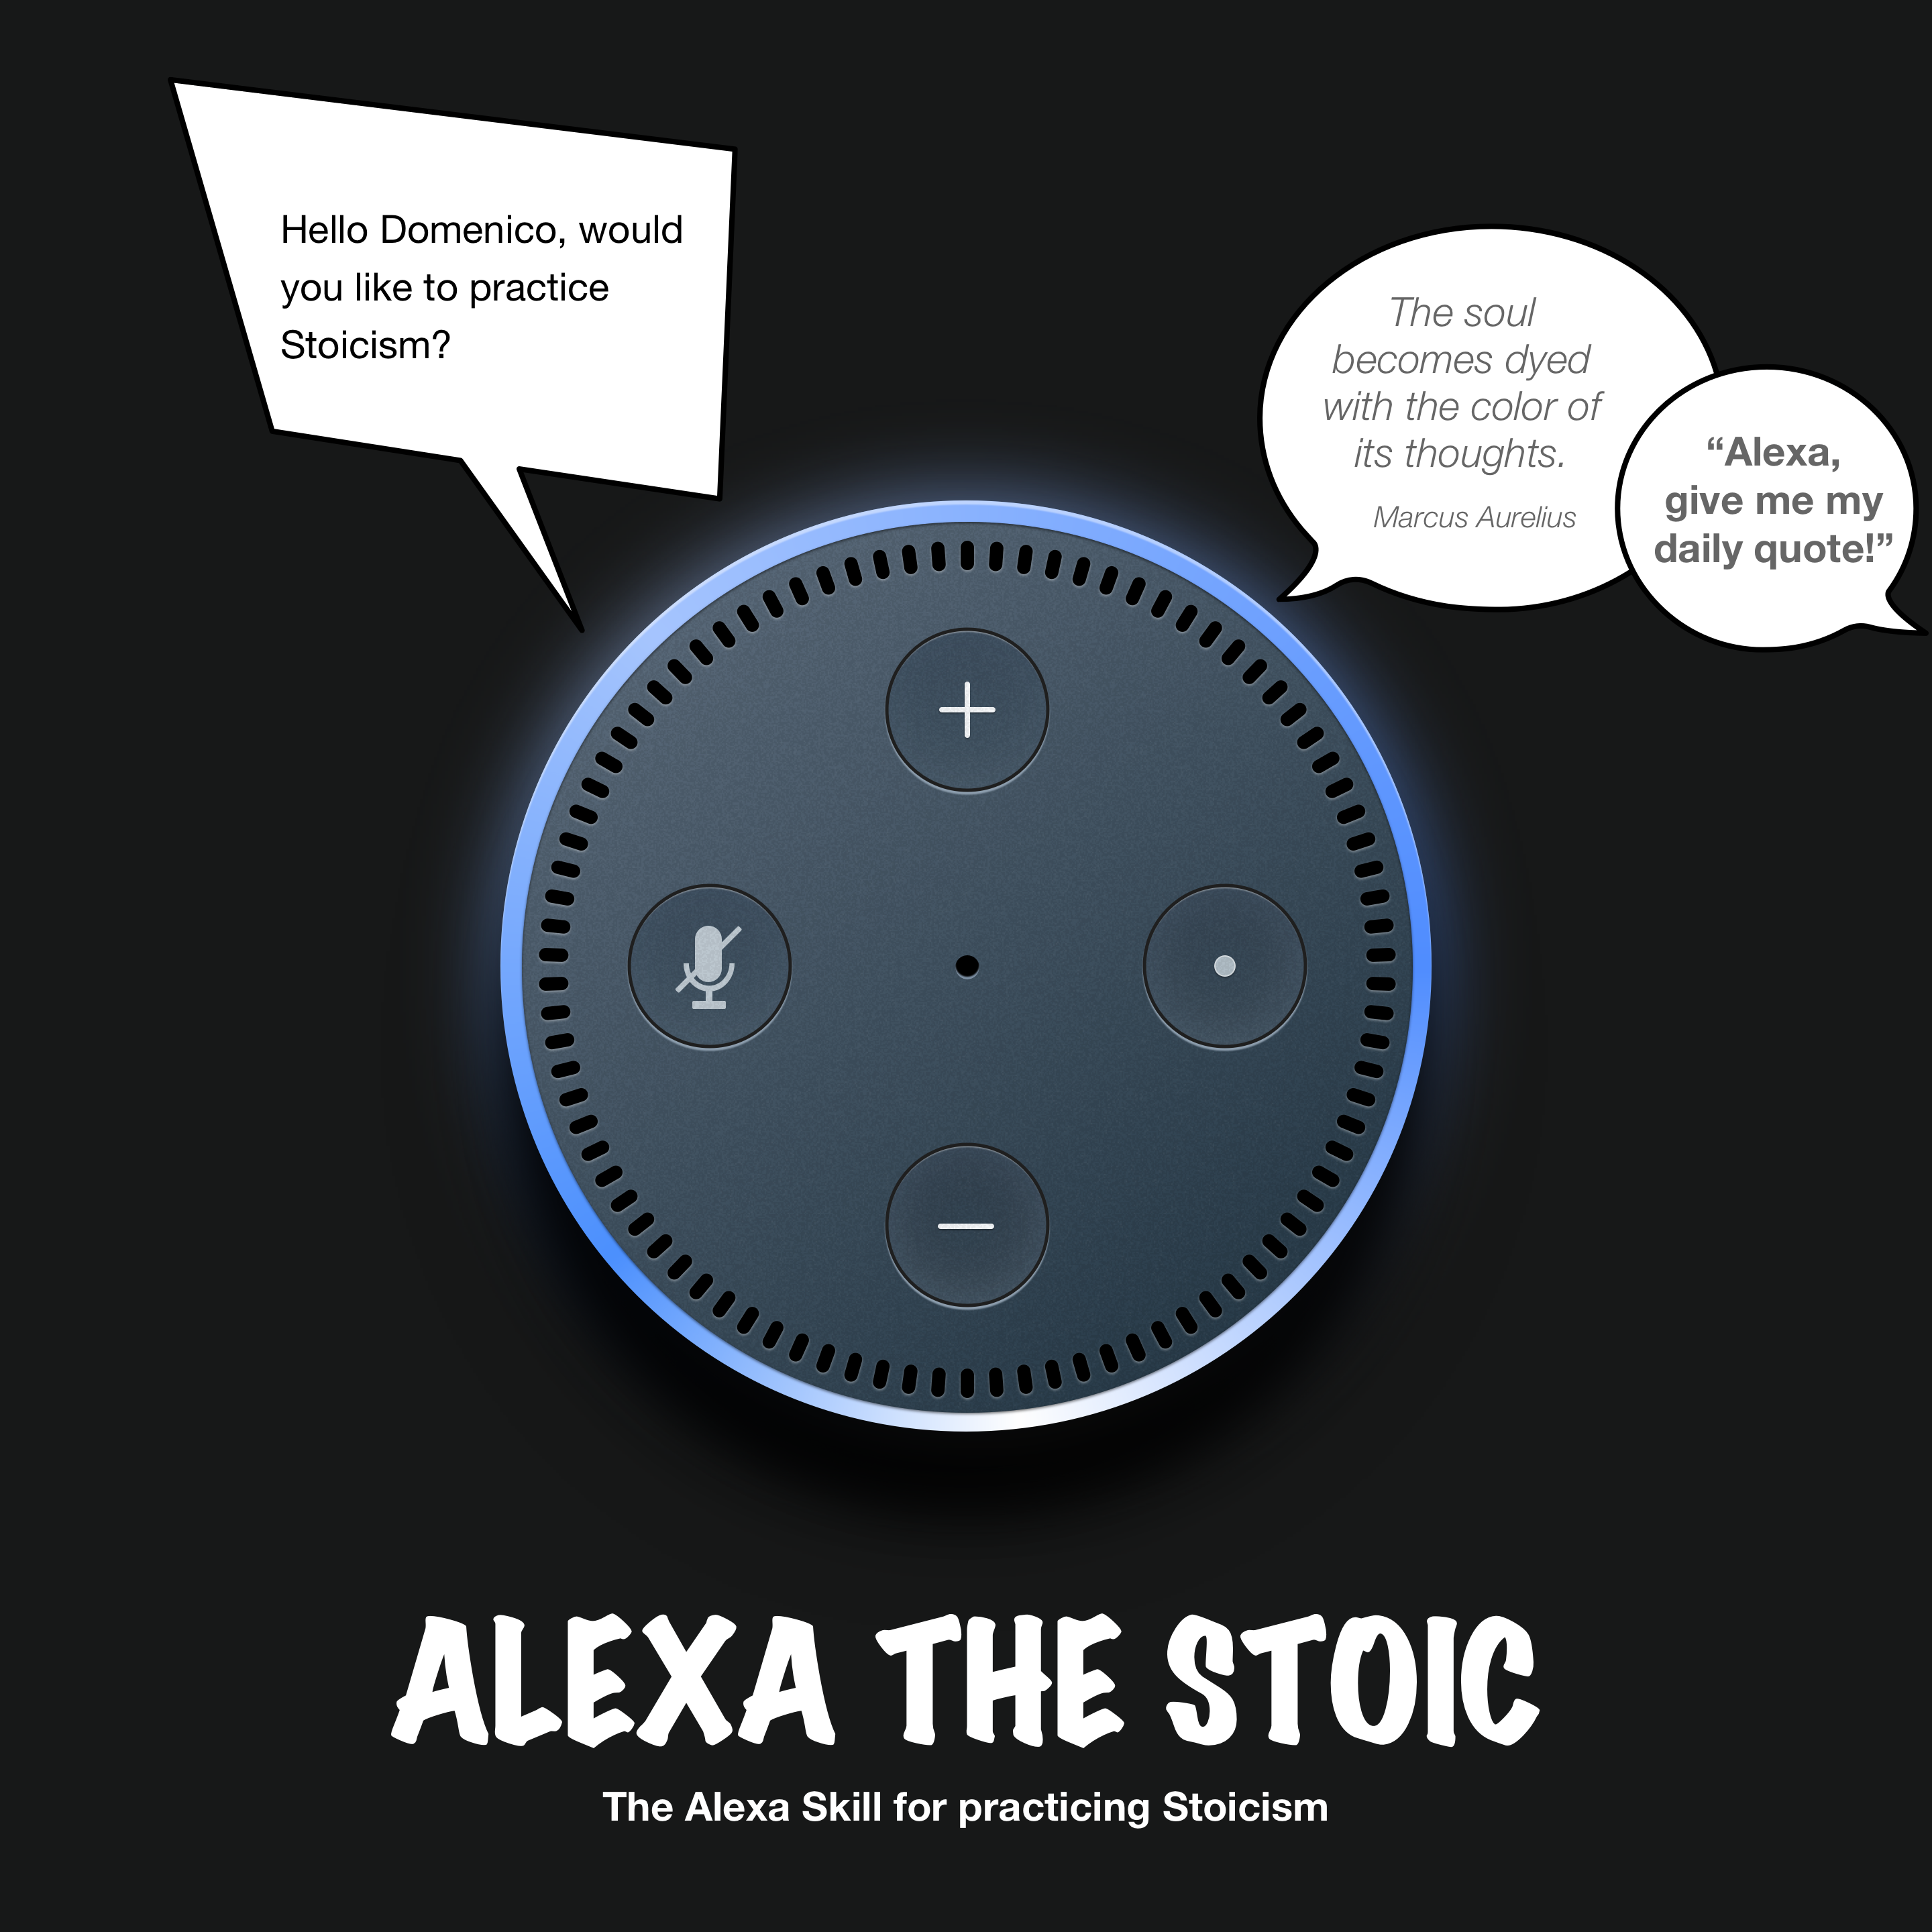 Hello Domenico, would
you like to practice
Stoicism?
The soul
becomes dyed
with the color of
its thoughts.
Marcus Aurelius
“Alexa,
give me my
daily quote!”
ALEXA THE STOIC
The Alexa Skill for practicing Stoicism